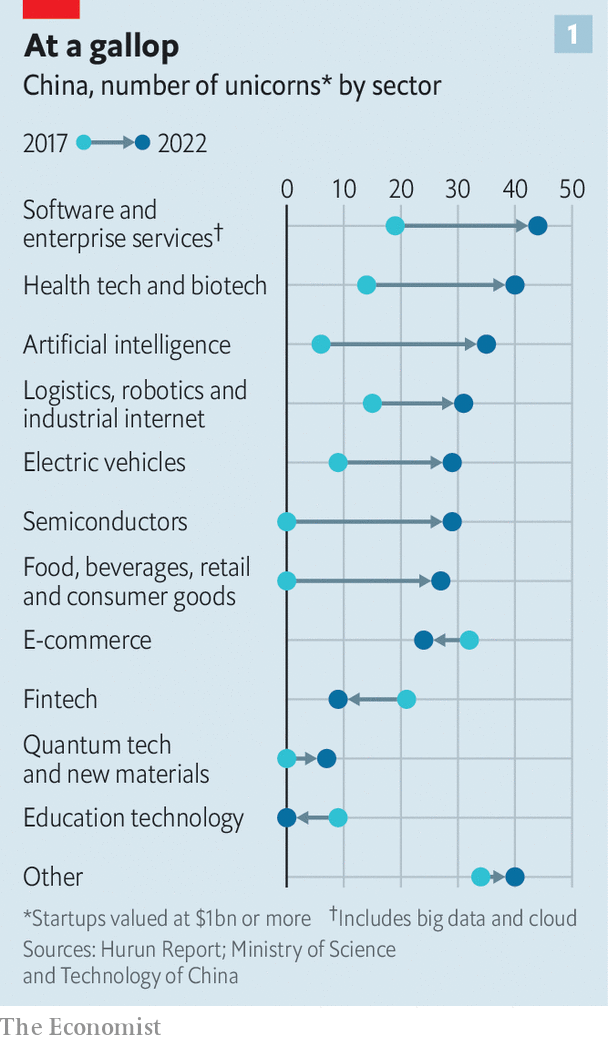 1
At a gallop
China, number of unicorns* by sector
2017 2022
0 10 20 30 40 50
Software and
enterprise services†
Health tech and biotech
Artificial intelligence
Logistics, robotics and
industrial internet
Electric vehicles
Semiconductors
Food, beverages, retail
and consumer goods
E-commerce
Fintech
Quantum tech
and new materials
Education technology
Other
*Startups valued at $1bn or more †Includes big data and cloud
Sources: Hurun Report; Ministry of Science
and Technology of China
The Economist